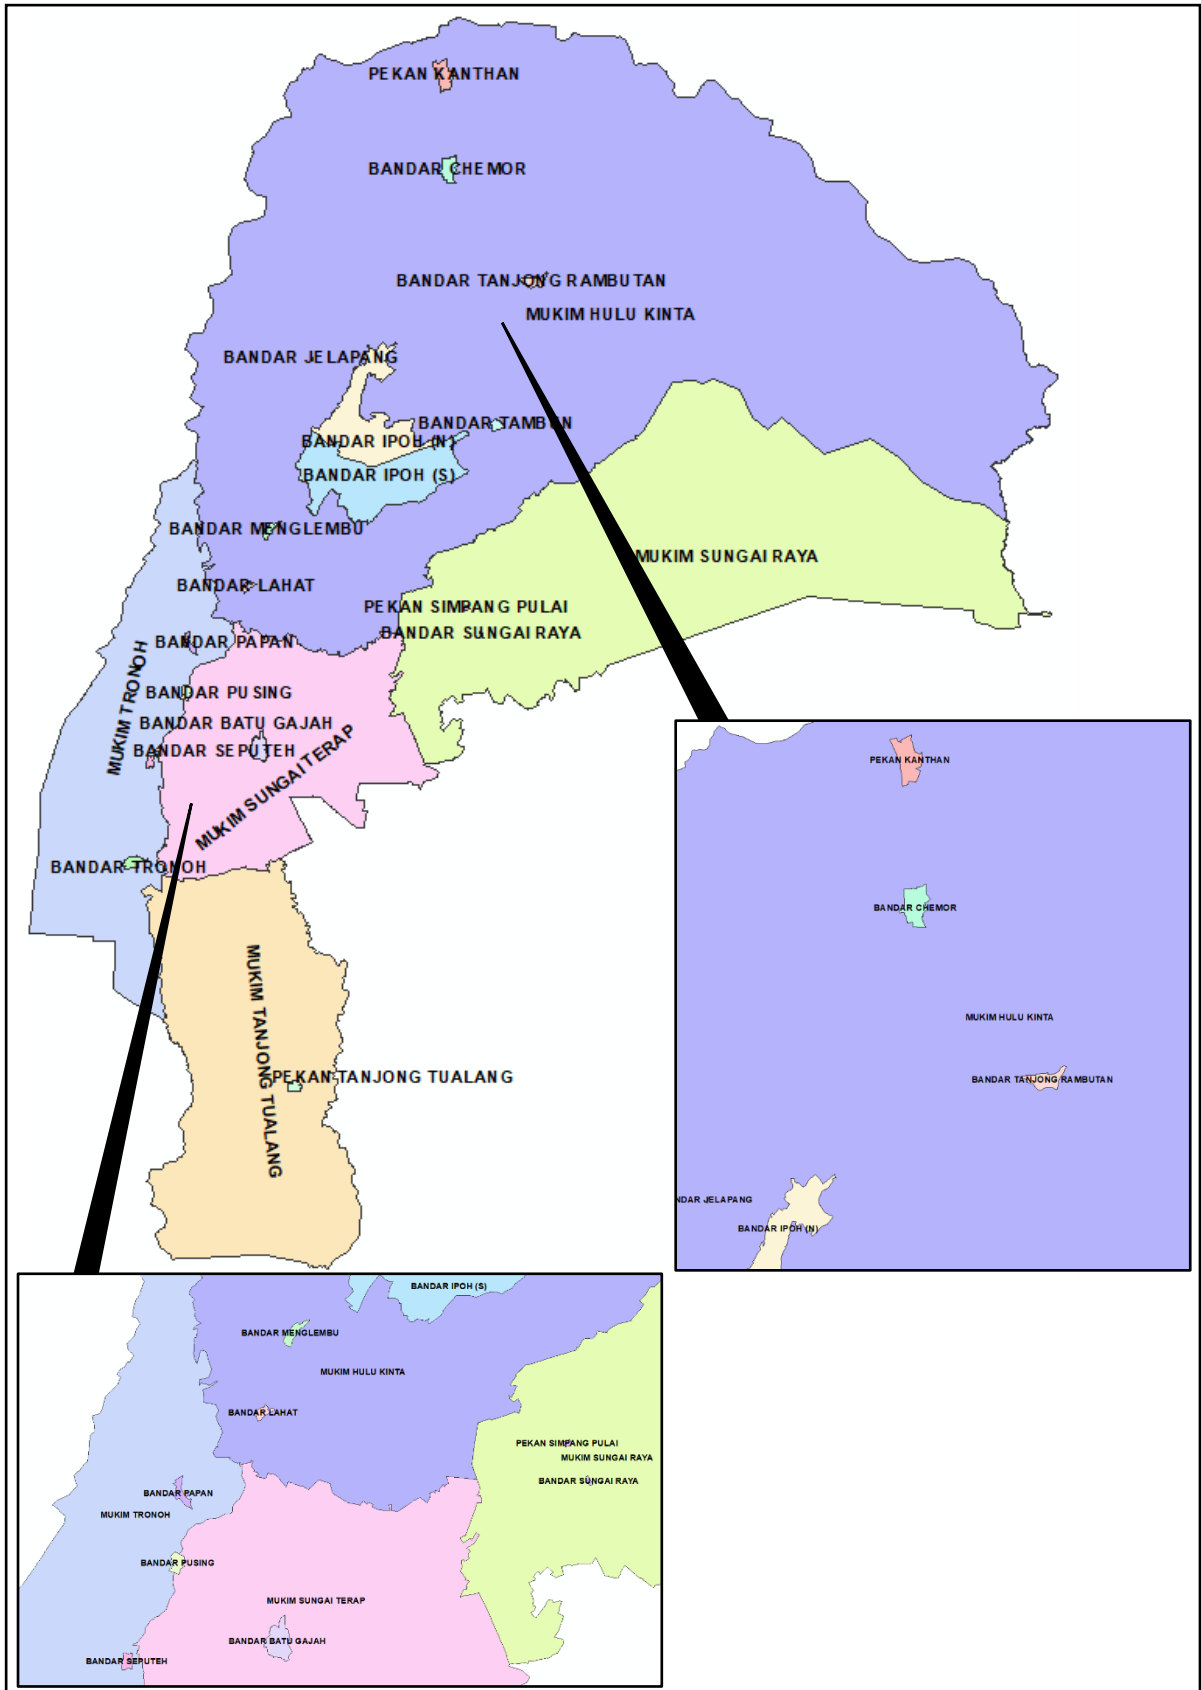 PEKAN KANTHAN
BANDAR CHEMOR
BANDAR TANJONG RAMBUTAN
MUKIM HULU KINTA
BANDAR JELAPANG
BANDAR TAMBUN
BANDAR IPOH (N)
BANDAR IPOH (S)
BANDAR MENGLEMBU
MUKIM SUNGAI RAYA
BANDAR LAHAT
PEKAN SIMPANG PULAI
BANDAR SUNGAI RAYA
BANDAR PAPAN
MUKIM TRONOH
BANDAR PUSING
BANDAR BATU GAJAH
BANDAR SEPUTEH
MUKIM SUNGAI TERAP
BANDAR TRONOH
MUKIM TANJONG TUALANG
PEKAN TANJONG TUALANG
PEKAN KANTHAN
BANDAR CHEMOR
MUKIM HULU KINTA
BANDAR TANJONG RAMBUTAN
NDAR JELAPANG
BANDAR IPOH (N)
BANDAR IPOH (S)
BANDAR MENGLEMBU
MUKIM HULU KINTA
BANDAR LAHAT
PEKAN SIMPANG PULAI
MUKIM SUNGAI RAYA
BANDAR SUNGAI RAYA
BANDAR PAPAN
MUKIM TRONOH
BANDAR PUSING
MUKIM SUNGAI TERAP
BANDAR BATU GAJAH
BANDAR SEPUTEH